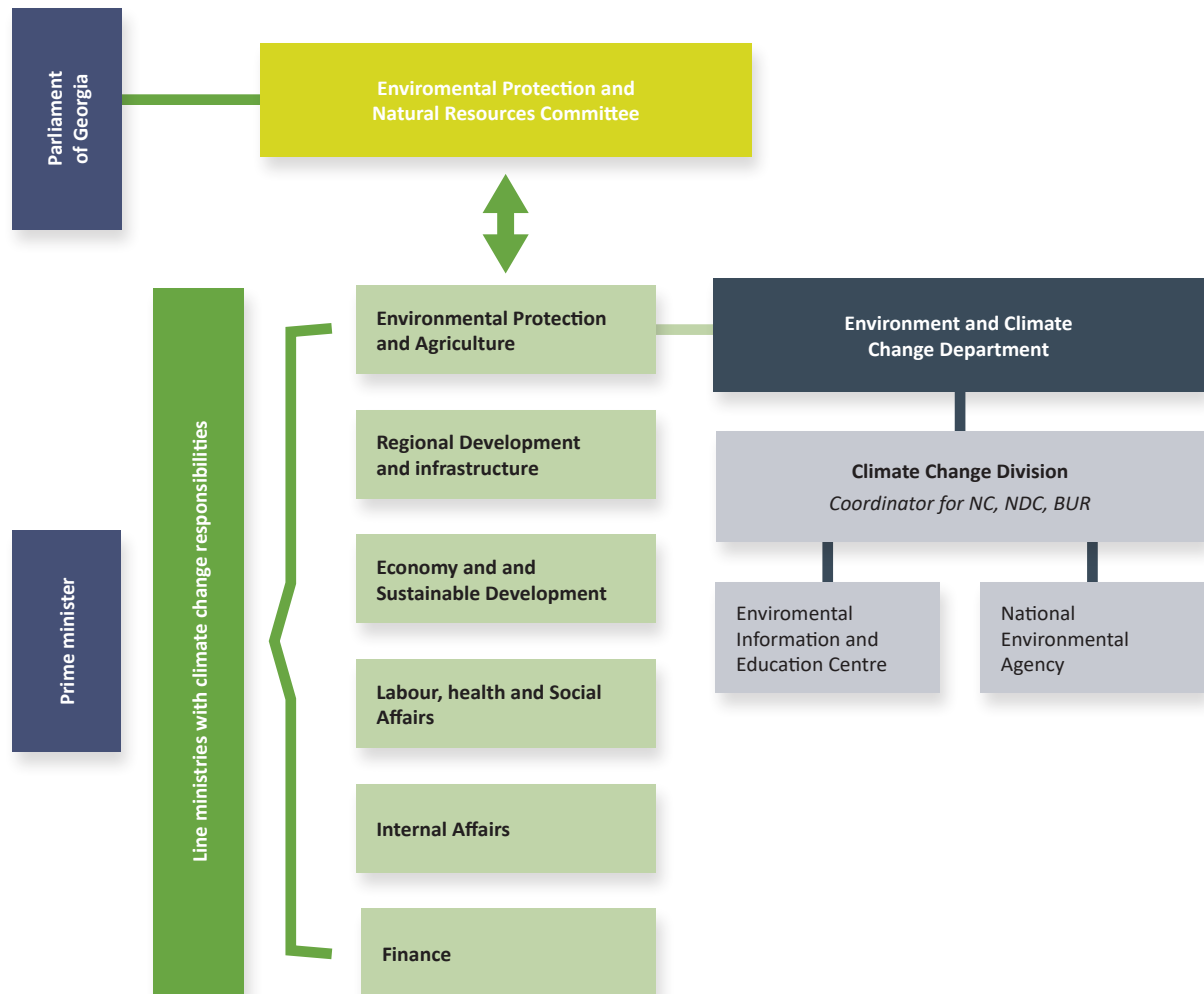 Parliament
of Georgia
Enviromental Protection and
Natural Resources Committee
Prime minister
Line ministries with climate change responsibilities
Environmental Protection
and Agriculture
Regional Development
and infrastructure
Economy and and
Sustainable Development
Labour, health and Social
Affairs
Internal Affairs
Finance
Environment and Climate
Change Department
Climate Change Division
Coordinator for NC, NDC, BUR
Enviromental
Information and
Education Centre
National
Environmental
Agency